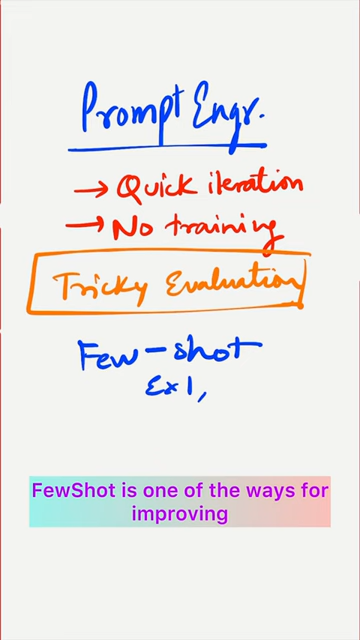 Prompt Engr.
→ Quick iteration
→ No training
Tricky Evaluation
Few-shot
Ex1,
FewShot is one of the ways for
improving